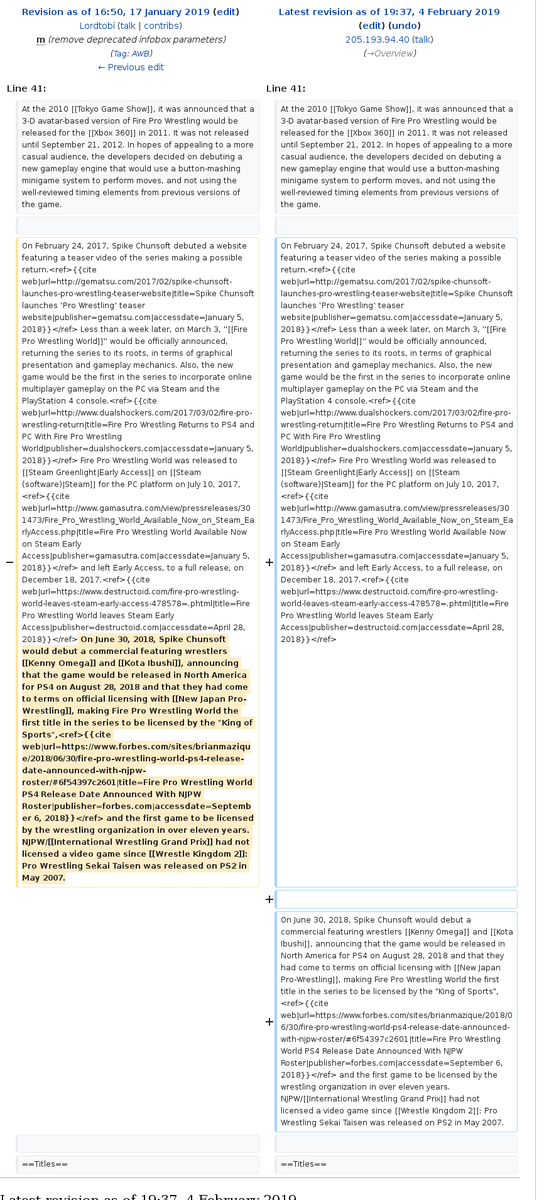 Revision as of 16:50, 17 January 2019 (edit)
Lordtobi (talk | contribs)
m (remove deprecated infobox parameters)
(Tag: AWB)
← Previous edit
Latest revision as of 19:37, 4 February 2019
(edit) (undo)
205.193.94.40 (talk)
(→Overview)
Line 41:
Line 41:
At the 2010 [[Tokyo Game Show]], it was announced that a
3-D avatar-based version of Fire Pro Wrestling would be
released for the [[Xbox 360]] in 2011. It was not released
until September 21, 2012. In hopes of appealing to a more
casual audience, the developers decided on debuting a
new gameplay engine that would use a button-mashing
minigame system to perform moves, and not using the
well-reviewed timing elements from previous versions of
the game.
At the 2010 [[Tokyo Game Show]], it was announced that a
3-D avatar-based version of Fire Pro Wrestling would be
released for the [[Xbox 360]] in 2011. It was not released
until September 21, 2012. In hopes of appealing to a more
casual audience, the developers decided on debuting a
new gameplay engine that would use a button-mashing
minigame system to perform moves, and not using the
well-reviewed timing elements from previous versions of
the game.
−
On February 24, 2017, Spike Chunsoft debuted a website
featuring a teaser video of the series making a possible
return.<ref>{{cite
web|url=http://gematsu.com/2017/02/spike-chunsoft-
launches-pro-wrestling-teaser-website|title=Spike Chunsoft
launches 'Pro Wrestling' teaser
website|publisher=gematsu.com|accessdate=January 5,
2018}}</ref> Less than a week later, on March 3, ''[[Fire
Pro Wrestling World]]'' would be officially announced,
returning the series to its roots, in terms of graphical
presentation and gameplay mechanics. Also, the new
game would be the first in the series to incorporate online
multiplayer gameplay on the PC via Steam and the
PlayStation 4 console.<ref>{{cite
web|url=http://www.dualshockers.com/2017/03/02/fire-pro-
wrestling-return|title=Fire Pro Wrestling Returns to PS4 and
PC With Fire Pro Wrestling
World|publisher=dualshockers.com|accessdate=January 5,
2018}}</ref> Fire Pro Wrestling World was released to
[[Steam Greenlight|Early Access]] on [[Steam
(software)|Steam]] for the PC platform on July 10, 2017,
<ref>{{cite
web|url=http://www.gamasutra.com/view/pressreleases/30
1473/Fire_Pro_Wrestling_World_Available_Now_on_Steam_Ea
rlyAccess.php|title=Fire Pro Wrestling World Available Now
on Steam Early
Access|publisher=gamasutra.com|accessdate=January 5,
2018}}</ref> and left Early Access, to a full release, on
December 18, 2017.<ref>{{cite
web|url=https://www.destructoid.com/fire-pro-wrestling-
world-leaves-steam-early-access-478578=.phtml|title=Fire
Pro Wrestling World leaves Steam Early
Access|publisher=destructoid.com|accessdate=April 28,
2018}}</ref> On June 30, 2018, Spike Chunsoft
would debut a commercial featuring wrestlers
[[Kenny Omega]] and [[Kota Ibushi]], announcing
that the game would be released in North America
for PS4 on August 28, 2018 and that they had come
to terms on official licensing with [[New Japan Pro-
Wrestling]], making Fire Pro Wrestling World the
first title in the series to be licensed by the "King of
Sports",<ref>{{cite
web|url=https://www.forbes.com/sites/brianmaziqu
e/2018/06/30/fire-pro-wrestling-world-ps4-release-
date-announced-with-njpw-
roster/#6f54397c2601|title=Fire Pro Wrestling World
PS4 Release Date Announced With NJPW
Roster|publisher=forbes.com|accessdate=Septemb
er 6, 2018}}</ref> and the first game to be licensed
by the wrestling organization in over eleven years.
NJPW/[[International Wrestling Grand Prix]] had not
licensed a video game since [[Wrestle Kingdom 2]]:
Pro Wrestling Sekai Taisen was released on PS2 in
May 2007.
+
On February 24, 2017, Spike Chunsoft debuted a website
featuring a teaser video of the series making a possible
return.<ref>{{cite
web|url=http://gematsu.com/2017/02/spike-chunsoft-
launches-pro-wrestling-teaser-website|title=Spike Chunsoft
launches 'Pro Wrestling' teaser
website|publisher=gematsu.com|accessdate=January 5,
2018}}</ref> Less than a week later, on March 3, ''[[Fire
Pro Wrestling World]]'' would be officially announced,
returning the series to its roots, in terms of graphical
presentation and gameplay mechanics. Also, the new
game would be the first in the series to incorporate online
multiplayer gameplay on the PC via Steam and the
PlayStation 4 console.<ref>{{cite
web|url=http://www.dualshockers.com/2017/03/02/fire-pro-
wrestling-return|title=Fire Pro Wrestling Returns to PS4 and
PC With Fire Pro Wrestling
World|publisher=dualshockers.com|accessdate=January 5,
2018}}</ref> Fire Pro Wrestling World was released to
[[Steam Greenlight|Early Access]] on [[Steam
(software)|Steam]] for the PC platform on July 10, 2017,
<ref>{{cite
web|url=http://www.gamasutra.com/view/pressreleases/30
1473/Fire_Pro_Wrestling_World_Available_Now_on_Steam_Ea
rlyAccess.php|title=Fire Pro Wrestling World Available Now
on Steam Early
Access|publisher=gamasutra.com|accessdate=January 5,
2018}}</ref> and left Early Access, to a full release, on
December 18, 2017.<ref>{{cite
web|url=https://www.destructoid.com/fire-pro-wrestling-
world-leaves-steam-early-access-478578=.phtml|title=Fire
Pro Wrestling World leaves Steam Early
Access|publisher=destructoid.com|accessdate=April 28,
2018}}</ref>
+
+
On June 30, 2018, Spike Chunsoft would debut a
commercial featuring wrestlers [[Kenny Omega]] and [[Kota
Ibushi]], announcing that the game would be released in
North America for PS4 on August 28, 2018 and that they
had come to terms on official licensing with [[New Japan
Pro-Wrestling]], making Fire Pro Wrestling World the first
title in the series to be licensed by the "King of Sports",
<ref>{{cite
web|url=https://www.forbes.com/sites/brianmazique/2018/0
6/30/fire-pro-wrestling-world-ps4-release-date-announced-
with-njpw-roster/#6f54397c2601|title=Fire Pro Wrestling
World PS4 Release Date Announced With NJPW
Roster|publisher=forbes.com|accessdate=September 6,
2018}}</ref> and the first game to be licensed by the
wrestling organization in over eleven years.
NJPW/[[International Wrestling Grand Prix]] had not
licensed a video game since [[Wrestle Kingdom 2]]: Pro
Wrestling Sekai Taisen was released on PS2 in May 2007.
==Titles==
==Titles==
Latest revision as of 19:37, 4 February 2019